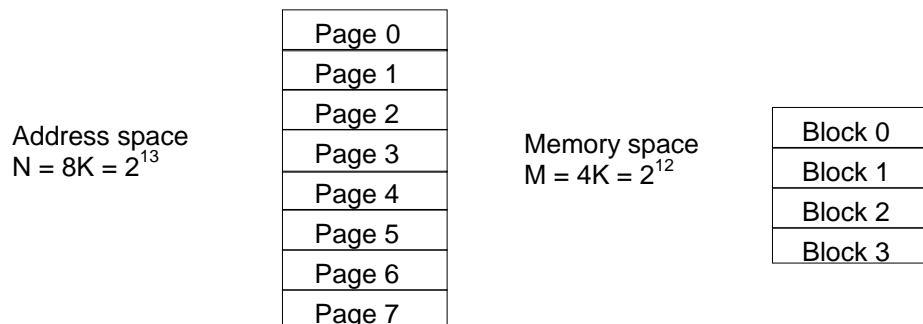 Address space
N = 8K = 2^13
Page 0
Page 1
Page 2
Page 3
Page 4
Page 5
Page 6
Page 7
Memory space
M = 4K = 2^12
Block 0
Block 1
Block 2
Block 3